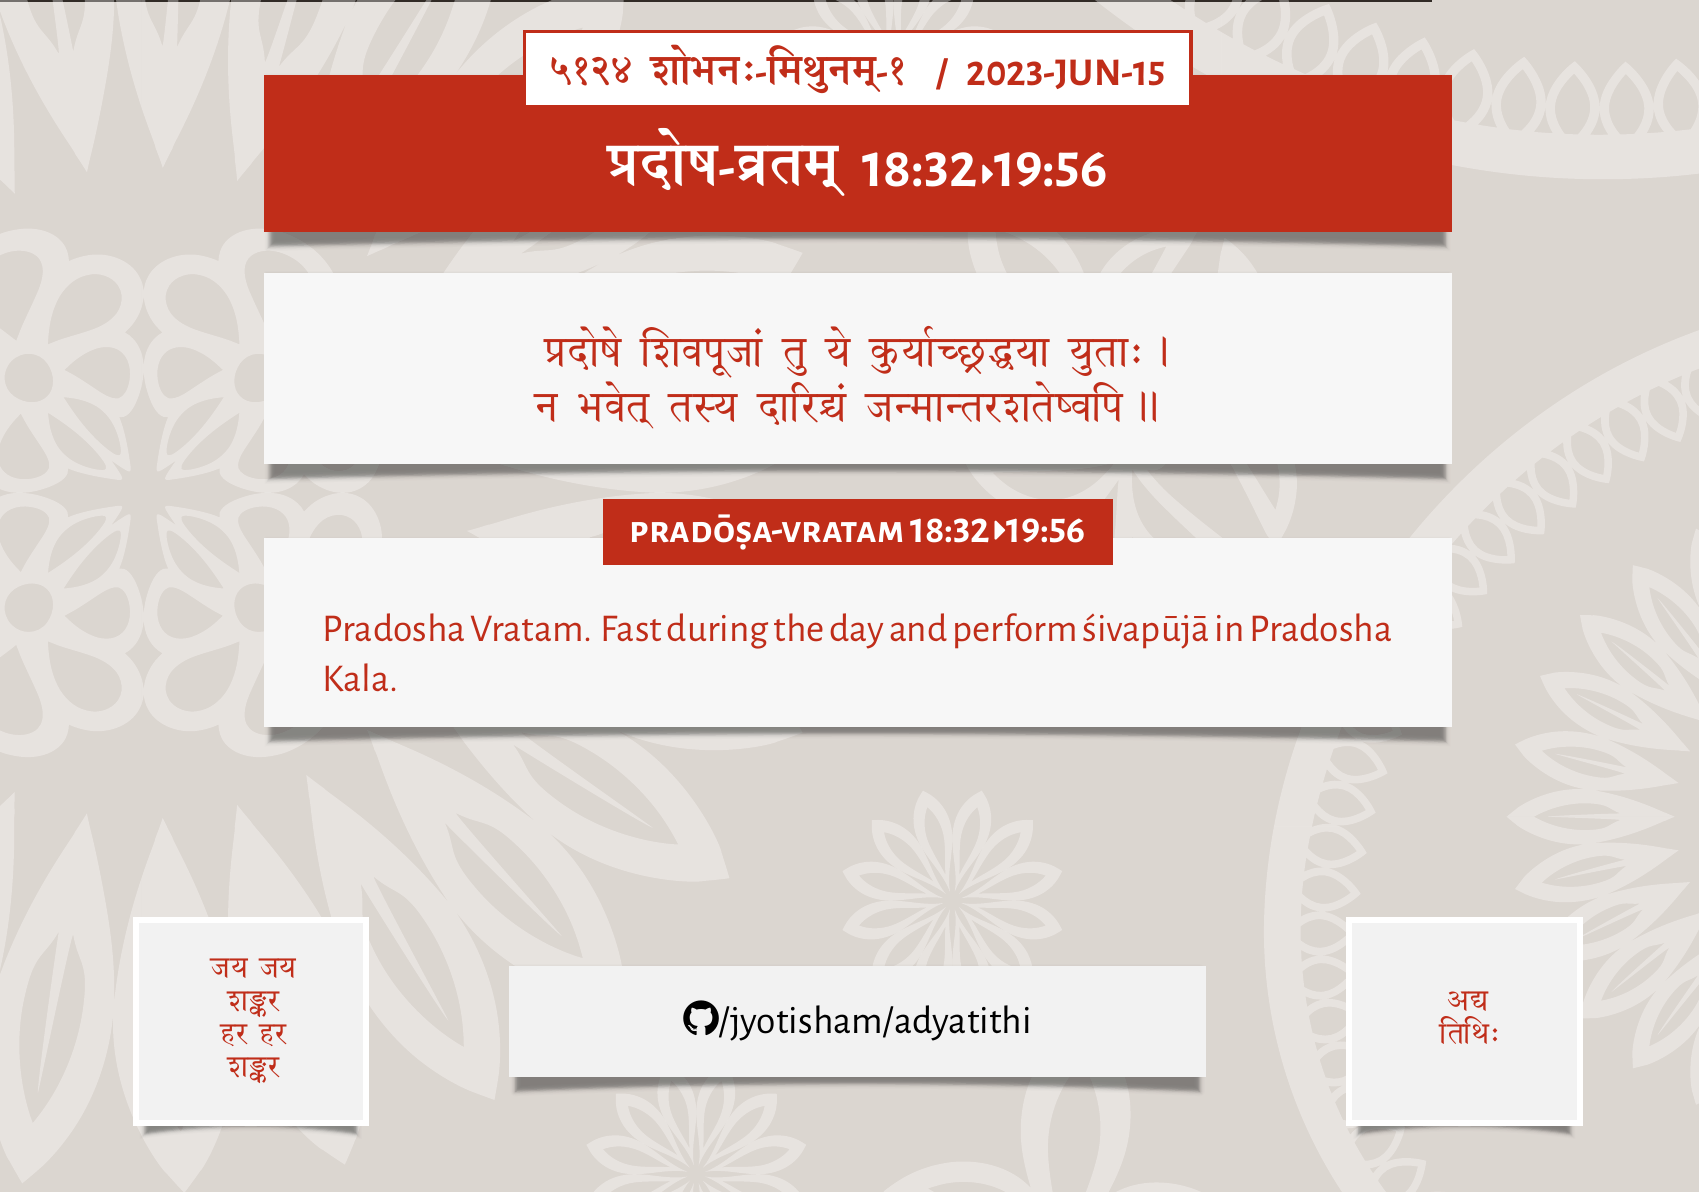 ५१२४ शोभनः-मिथुनम्-१ / 2023-JUN-15
प्रदोष-व्रतम् 18:32▸19:56
प्रदोषे शिवपूजां तु ये कुर्याच्छ्रद्धया युताः ।
न भवेत् तस्य दारिद्र्यं जन्मान्तरशतेष्वपि ॥
PRADŌṢA-VRATAM 18:32▸19:56
Pradosha Vratam. Fast during the day and perform śivapūjā in Pradosha
Kala.
जय जय
शङ्कर
हर हर
शङ्कर
/jyotisham/adyatithi
अद्य
तिथिः